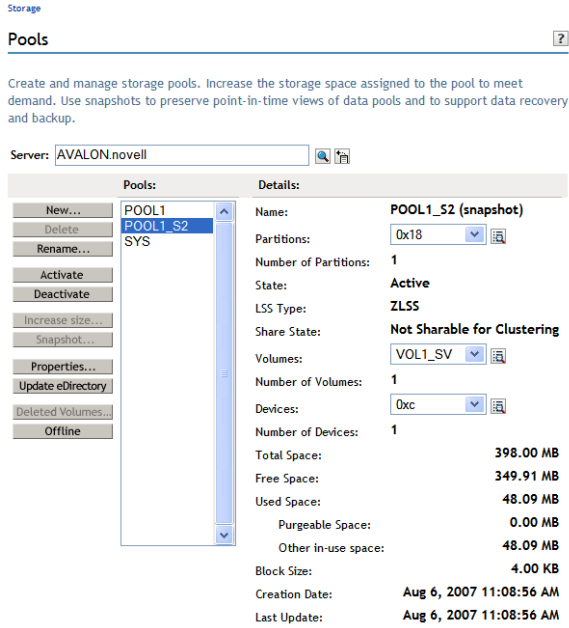 Storage
Pools
?
Create and manage storage pools. Increase the storage space assigned to the pool to meet
demand. Use snapshots to preserve point-in-time views of data pools and to support data recovery
and backup.
Server: AVALON.novell
Pools: Details:
New...
Delete
Rename...
Activate
Deactivate
Increase size...
Snapshot...
Properties...
Update eDirectory
Deleted Volumes...
Offline
POOL1
POOL1_S2
SYS
Name: POOL1_S2 (snapshot)
Partitions: 0x18
Number of Partitions: 1
State: Active
LSS Type: ZLSS
Share State: Not Sharable for Clustering
Volumes: VOL1_SV
Number of Volumes: 1
Devices: 0xc
Number of Devices: 1
Total Space: 398.00 MB
Free Space: 349.91 MB
Used Space: 48.09 MB
Purgeable Space: 0.00 MB
Other in-use space: 48.09 MB
Block Size: 4.00 KB
Creation Date: Aug 6, 2007 11:08:56 AM
Last Update: Aug 6, 2007 11:08:56 AM